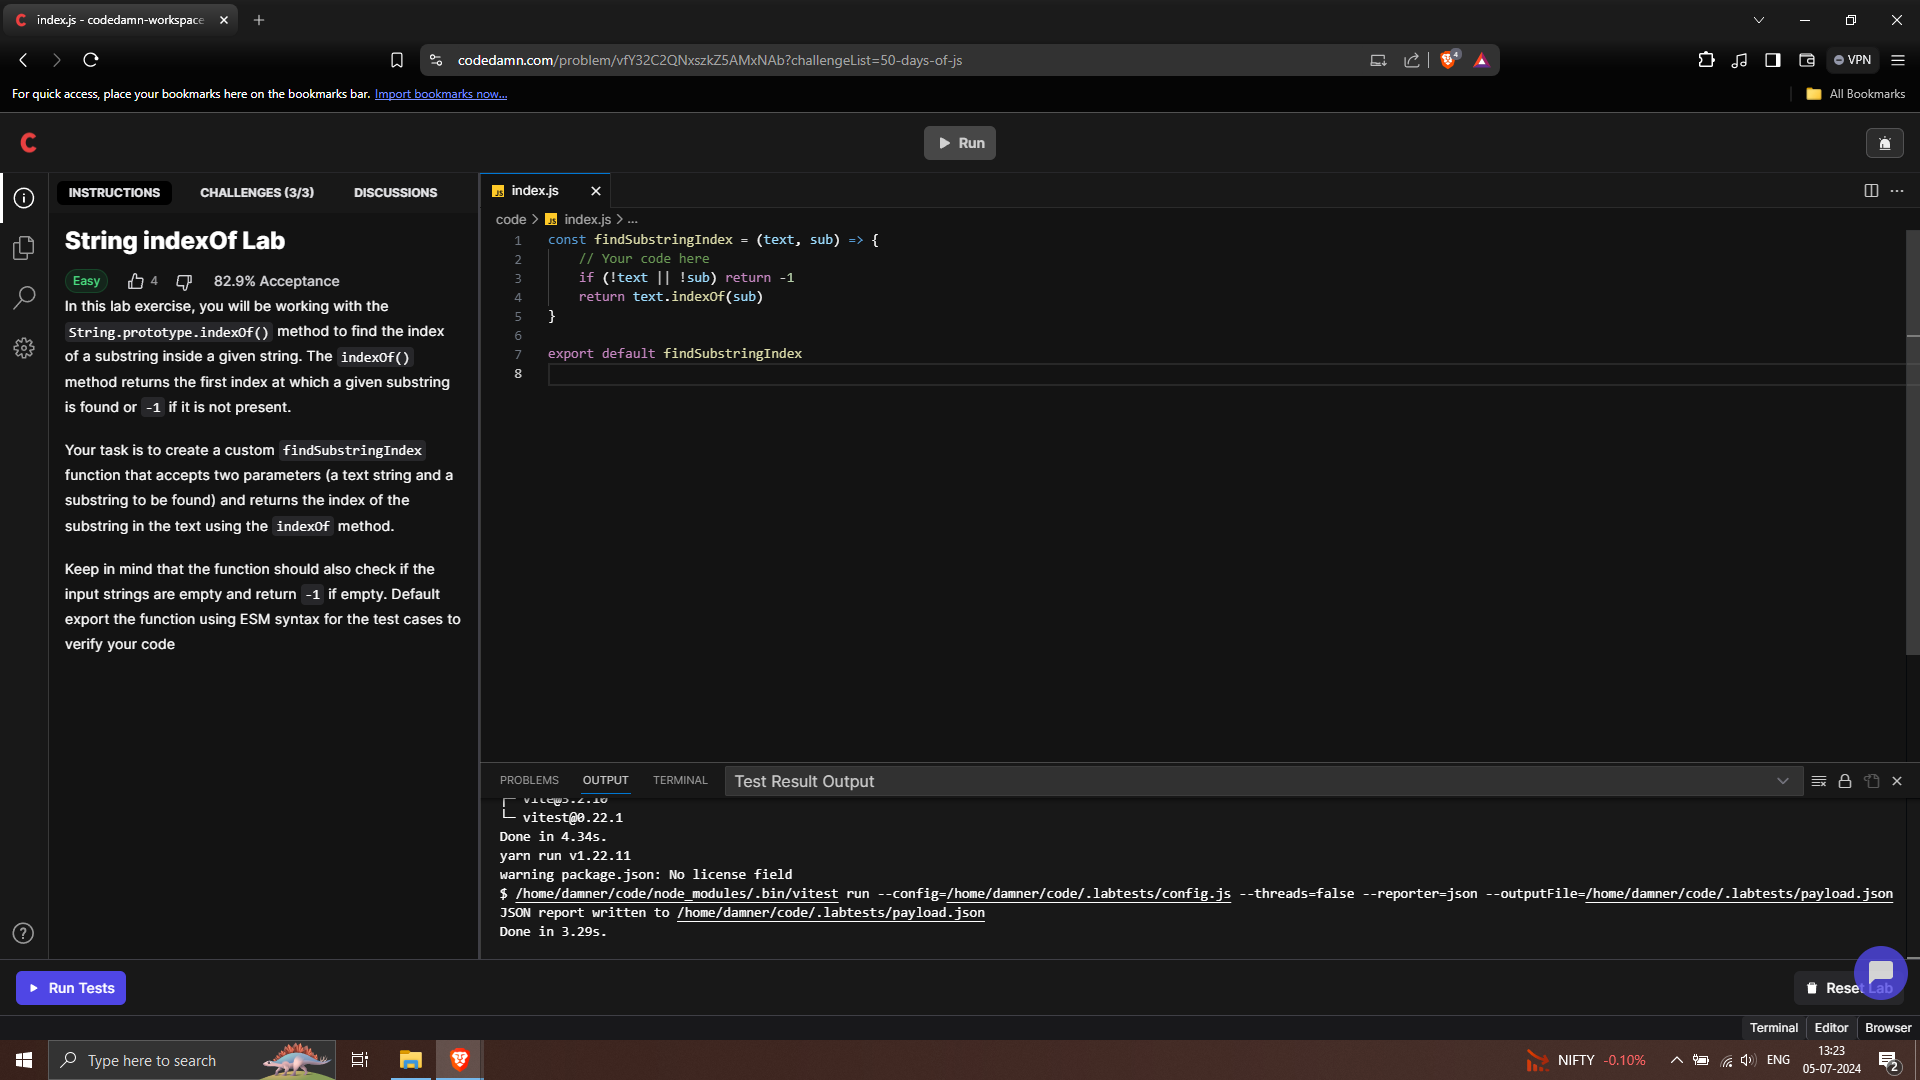 index.js - codedamn-workspace
codedamn.com/problem/vfY32C2QNxszkZ5AMxNAb?challengeList=50-days-of-js
4
VPN
For quick access, place your bookmarks here on the bookmarks bar. Import bookmarks now...
All Bookmarks
Run
INSTRUCTIONS
CHALLENGES (3/3)
DISCUSSIONS
String indexOf Lab
Easy
4
82.9% Acceptance
In this lab exercise, you will be working with the
String.prototype.indexOf() method to find the index
of a substring inside a given string. The indexOf()
method returns the first index at which a given substring
is found or -1 if it is not present.
Your task is to create a custom findSubstringIndex
function that accepts two parameters (a text string and a
substring to be found) and returns the index of the
substring in the text using the indexOf method.
Keep in mind that the function should also check if the
input strings are empty and return -1 if empty. Default
export the function using ESM syntax for the test cases to
verify your code
JS index.js
code > JS index.js > ...
1 const findSubstringIndex = (text, sub) => {
2 // Your code here
3 if (!text || !sub) return -1
4 return text.indexOf(sub)
5 }
6
7 export default findSubstringIndex
8
PROBLEMS
OUTPUT
TERMINAL
Test Result Output
├─ vite@3.2.10
└─ vitest@0.22.1
Done in 4.34s.
yarn run v1.22.11
warning package.json: No license field
$ /home/damner/code/node_modules/.bin/vitest run --config=/home/damner/code/.labtests/config.js --threads=false --reporter=json --outputFile=/home/damner/code/.labtests/payload.json
JSON report written to /home/damner/code/.labtests/payload.json
Done in 3.29s.
Run Tests
Reset Lab
Terminal
Editor
Browser
Type here to search
NIFTY -0.10%
ENG
13:23
05-07-2024
2